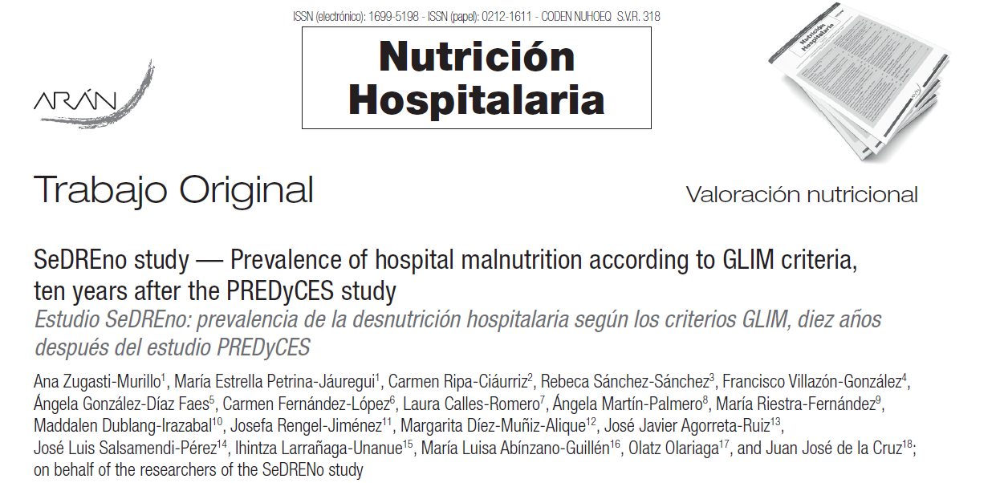 ISSN (electrónico): 1699-5198 - ISSN (papel): 0212-1611 - CODEN NUHOEQ S.V.R. 318
Nutrición
Hospitalaria
ARÁN
Nutrición
Hospitalaria
Trabajo Original
Valoración nutricional
SeDREno study — Prevalence of hospital malnutrition according to GLIM criteria,
ten years after the PREDyCES study
Estudio SeDREno: prevalencia de la desnutrición hospitalaria según los criterios GLIM, diez años
después del estudio PREDyCES
Ana Zugasti-Murillo1, María Estrella Petrina-Jáuregui1, Carmen Ripa-Ciáurriz2, Rebeca Sánchez-Sánchez3, Francisco Villazón-González4,
Ángela González-Díaz Faes5, Carmen Fernández-López6, Laura Calles-Romero7, Ángela Martín-Palmero8, María Riestra-Fernández9,
Maddalen Dublang-Irazabal10, Josefa Rengel-Jiménez11, Margarita Díez-Muñiz-Alique12, José Javier Agorreta-Ruiz13,
José Luis Salsamendi-Pérez14, Ihintza Larrañaga-Unanue15, María Luisa Abínzano-Guillén16, Olatz Olariaga17, and Juan José de la Cruz18;
on behalf of the researchers of the SeDRENo study